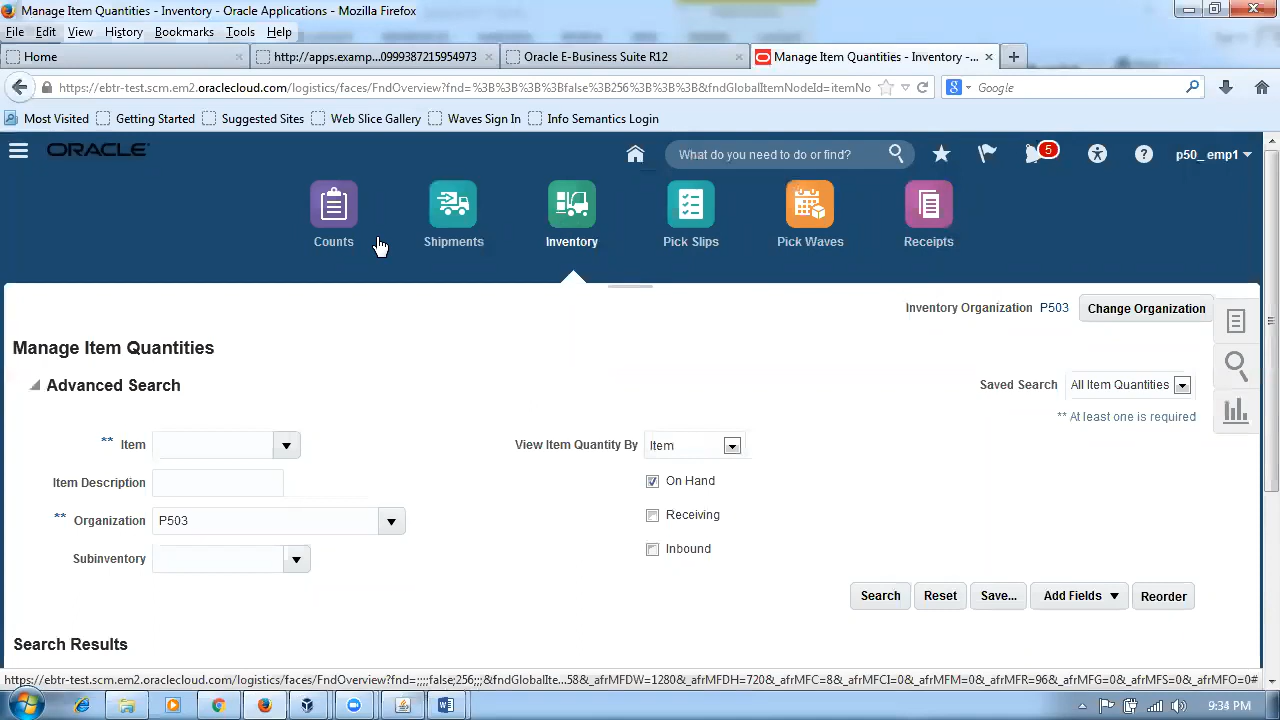 Manage Item Quantities - Inventory - Oracle Applications - Mozilla Firefox
File Edit View History Bookmarks Tools Help
Home
http://apps.examp...0999387215954973
Oracle E-Business Suite R12
Manage Item Quantities - Inventory -...
https://ebtr-test.scm.em2.oraclecloud.com/logistics/faces/FndOverview?fnd=%3B%3B%3B%3Bfalse%3B256%3B%3B%3B&fndGlobalItemNodeId=itemNo
Google
Most Visited Getting Started Suggested Sites Web Slice Gallery Waves Sign In Info Semantics Login
ORACLE
What do you need to do or find?
5
p50_emp1
Counts Shipments Inventory Pick Slips Pick Waves Receipts
Inventory Organization P503 Change Organization
Manage Item Quantities
Advanced Search
Saved Search All Item Quantities
** At least one is required
** Item
View Item Quantity By Item
Item Description
On Hand
** Organization P503
Receiving
Subinventory
Inbound
Search Reset Save... Add Fields Reorder
Search Results
https://ebtr-test.scm.em2.oraclecloud.com/logistics/faces/FndOverview?fnd=;;;;false;256;;;&fndGlobalIte...58&_afrMFDW=1280&_afrMFDH=720&_afrMFC=8&_afrMFCI=0&_afrMFM=0&_afrMFR=96&_afrMFG=0&_afrMFS=0&_afrMFO=0#
9:34 PM